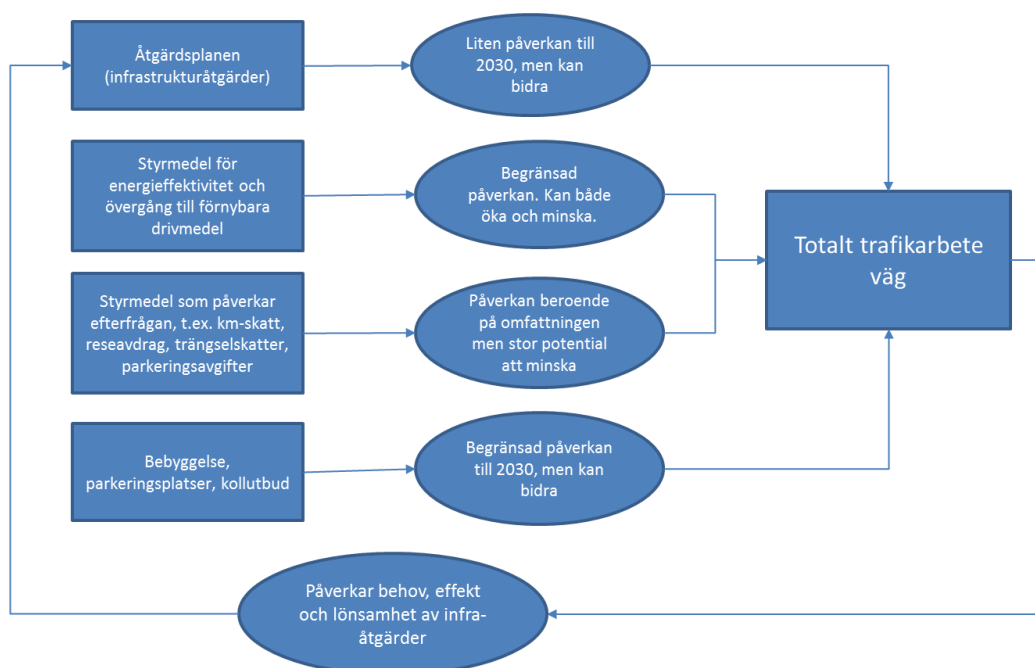 Åtgärdsplanen
(infrastrukturåtgärder)
Liten påverkan till
2030, men kan
bidra
Styrmedel för
energieffektivitet och
övergång till förnybara
drivmedel
Begränsad
påverkan. Kan både
öka och minska.
Totalt trafikarbete
väg
Styrmedel som påverkar
efterfrågan, t.ex. km-skatt,
reseavdrag, trängselskatter,
parkeringsavgifter
Påverkan beroende
på omfattningen
men stor potential
att minska
Bebyggelse,
parkeringsplatser, kollutbud
Begränsad påverkan
till 2030, men kan
bidra
Påverkar behov, effekt
och lönsamhet av infra-
åtgärder